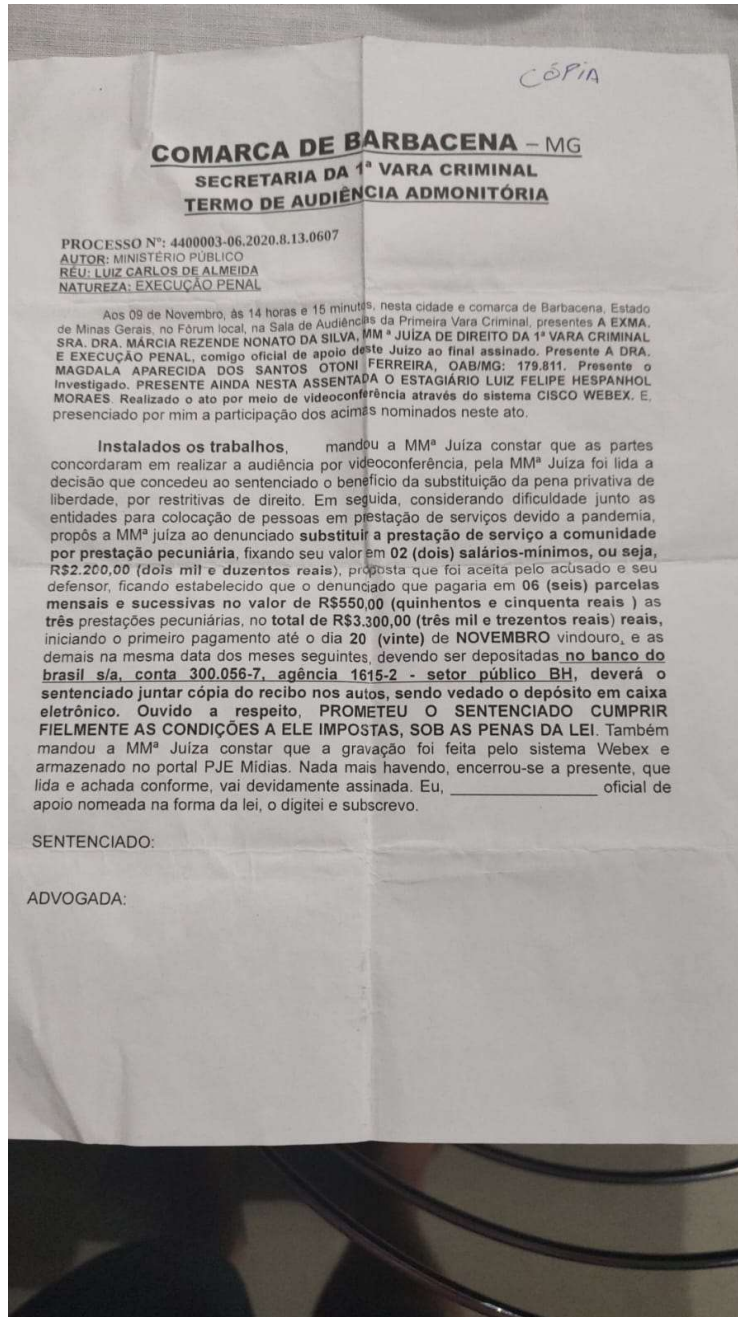 CÓPIA
COMARCA DE BARBACENA – MG
SECRETARIA DA 1ª VARA CRIMINAL
TERMO DE AUDIÊNCIA ADMONITÓRIA
PROCESSO Nº: 4400003-06.2020.8.13.0607
AUTOR: MINISTÉRIO PÚBLICO
RÉU: LUIZ CARLOS DE ALMEIDA
NATUREZA: EXECUÇÃO PENAL
Aos 09 de Novembro, às 14 horas e 15 minutos, nesta cidade e comarca de Barbacena, Estado
de Minas Gerais, no Fórum local, na Sala de Audiências da Primeira Vara Criminal, presentes A EXMA.
SRA. DRA. MÁRCIA REZENDE NONATO DA SILVA, MM ª JUÍZA DE DIREITO DA 1ª VARA CRIMINAL
E EXECUÇÃO PENAL, comigo oficial de apoio deste Juízo ao final assinado. Presente A DRA.
MAGDALA APARECIDA DOS SANTOS OTONI FERREIRA, OAB/MG: 179.811. Presente o
Investigado. PRESENTE AINDA NESTA ASSENTADA O ESTAGIÁRIO LUIZ FELIPE HESPANHOL
MORAES. Realizado o ato por meio de videoconferência através do sistema CISCO WEBEX. E,
presenciado por mim a participação dos acimas nominados neste ato.
Instalados os trabalhos, mandou a MMª Juíza constar que as partes
concordaram em realizar a audiência por videoconferência, pela MMª Juíza foi lida a
decisão que concedeu ao sentenciado o benefício da substituição da pena privativa de
liberdade, por restritivas de direito. Em seguida, considerando dificuldade junto as
entidades para colocação de pessoas em prestação de serviços devido a pandemia,
propôs a MMª juíza ao denunciado substituir a prestação de serviço a comunidade
por prestação pecuniária, fixando seu valor em 02 (dois) salários-mínimos, ou seja,
R$2.200,00 (dois mil e duzentos reais), proposta que foi aceita pelo acusado e seu
defensor, ficando estabelecido que o denunciado que pagaria em 06 (seis) parcelas
mensais e sucessivas no valor de R$550,00 (quinhentos e cinquenta reais ) as
três prestações pecuniárias, no total de R$3.300,00 (três mil e trezentos reais) reais,
iniciando o primeiro pagamento até o dia 20 (vinte) de NOVEMBRO vindouro, e as
demais na mesma data dos meses seguintes, devendo ser depositadas no banco do
brasil s/a, conta 300.056-7, agência 1615-2 - setor público BH, deverá o
sentenciado juntar cópia do recibo nos autos, sendo vedado o depósito em caixa
eletrônico. Ouvido a respeito, PROMETEU O SENTENCIADO CUMPRIR
FIELMENTE AS CONDIÇÕES A ELE IMPOSTAS, SOB AS PENAS DA LEI. Também
mandou a MMª Juíza constar que a gravação foi feita pelo sistema Webex e
armazenado no portal PJE Mídias. Nada mais havendo, encerrou-se a presente, que
lida e achada conforme, vai devidamente assinada. Eu, _________________ oficial de
apoio nomeada na forma da lei, o digitei e subscrevo.
SENTENCIADO:
ADVOGADA: